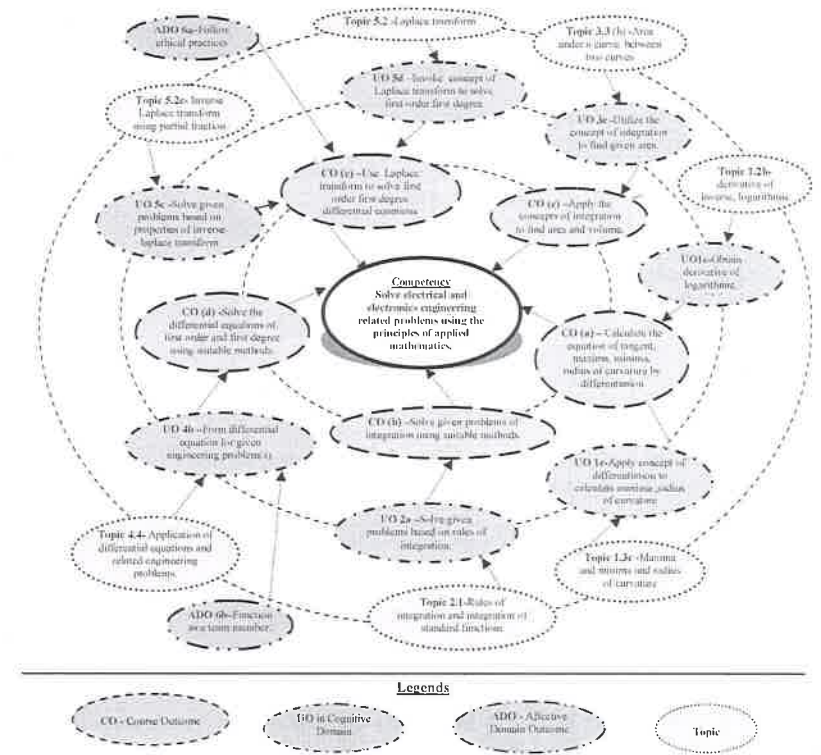 ADO 6a-Follow
ethical practices
Topic 5.2 -Laplace transform
Topic 3.3 (b) -Area
under a curve, between
two curves
UO 5d -Invoke concept of
Laplace transform to solve
first order first degree
Topic 5.2c- Inverse
Laplace transform
using partial fraction
UO 3e-Utilize the
concept of integration
to find given area.
CO (e) -Use Laplace
transform to solve first
order first degree
differential equations
Topic 1.2b-
derivative of
inverse, logarithmic
UO 5c -Solve given
problems based on
properties of inverse
laplace transform
CO (c) -Apply the
concepts of integration
to find area and volume.
UO1c-Obtain
derivative of
logarithmic
Competency
Solve electrical and
electronics engineering
related problems using the
principles of applied
mathematics.
CO (d) -Solve the
differential equations of
first order and first degree
using suitable methods.
CO (a) - Calculate the
equation of tangent,
maxima, minima,
radius of curvature by
differentiation
UO 4b -Form differential
equation for given
engineering problem(s)
CO (b) -Solve given problems of
integration using suitable methods.
UO 1e-Apply concept of
differentiation to
calculate radius
of curvature
UO 2a -Solve given
problems based on rules of
integration.
Topic 4.4- Application of
differential equations and
related engineering
problems.
Topic 1.3c -Maxima
and minima and radius
of curvature
ADO 6b-Function
as a team member.
Topic 2.1-Rules of
integration and integration of
standard functions
Legends
CO - Course Outcome
UO in Cognitive
Domain
ADO - Affective
Domain Outcome
Topic